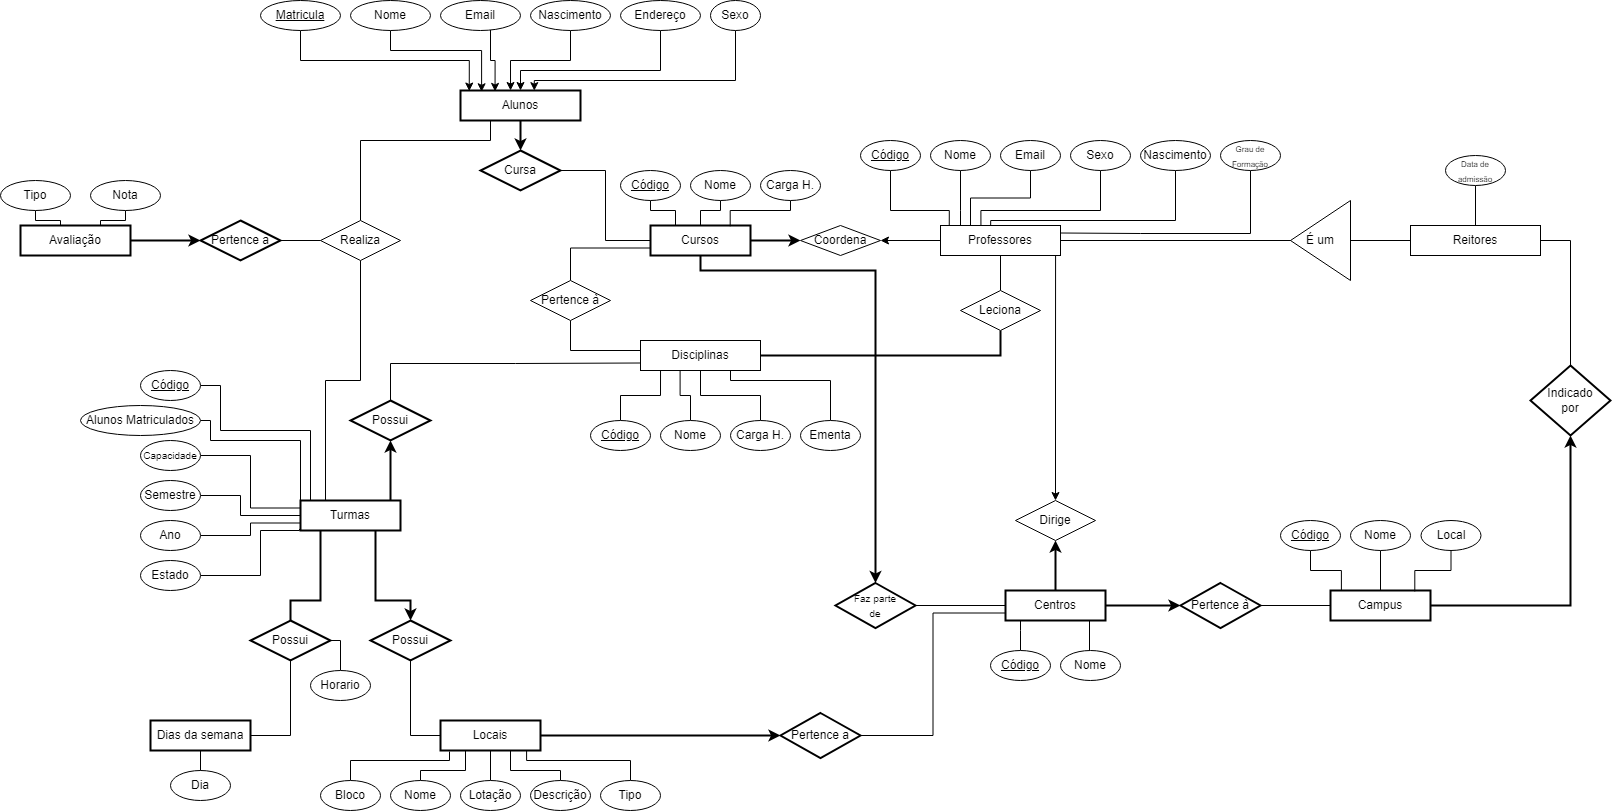 Matricula
Nome
Email
Nascimento
Endereço
Sexo
Alunos
Cursa
Código
Nome
Carga H.
Código
Nome
Email
Sexo
Nascimento
Grau de
Formação
Data de
admissão
Tipo
Nota
Avaliação
Pertence a
Realiza
Cursos
Coordena
Professores
É um
Reitores
Pertence à
Leciona
Disciplinas
Código
Nome
Carga H.
Ementa
Código
Alunos Matriculados
Capacidade
Semestre
Ano
Estado
Possui
Turmas
Indicado
por
Dirige
Código
Nome
Local
Faz parte
de
Centros
Pertence à
Campus
Código
Nome
Possui
Possui
Horario
Dias da semana
Dia
Locais
Pertence a
Bloco
Nome
Lotação
Descrição
Tipo